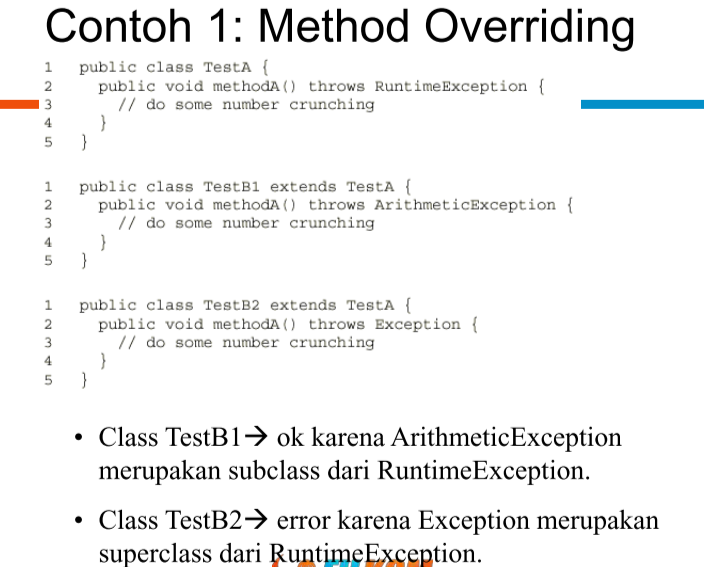 Contoh 1: Method Overriding
1 public class TestA {
2 public void methodA() throws RuntimeException {
3 // do some number crunching
4 }
5 }
1 public class TestB1 extends TestA {
2 public void methodA() throws ArithmeticException {
3 // do some number crunching
4 }
5 }
1 public class TestB2 extends TestA {
2 public void methodA() throws Exception {
3 // do some number crunching
4 }
5 }
• Class TestB1→ ok karena ArithmeticException
merupakan subclass dari RuntimeException.
• Class TestB2→ error karena Exception merupakan
superclass dari RuntimeException.